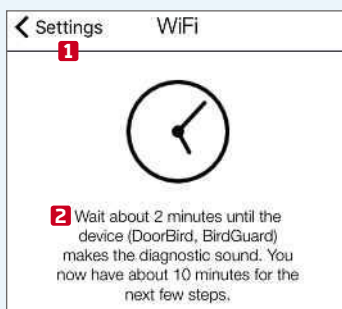 Settings WiFi
1
2 Wait about 2 minutes until the
device (DoorBird, BirdGuard)
makes the diagnostic sound. You
now have about 10 minutes for the
next few steps.